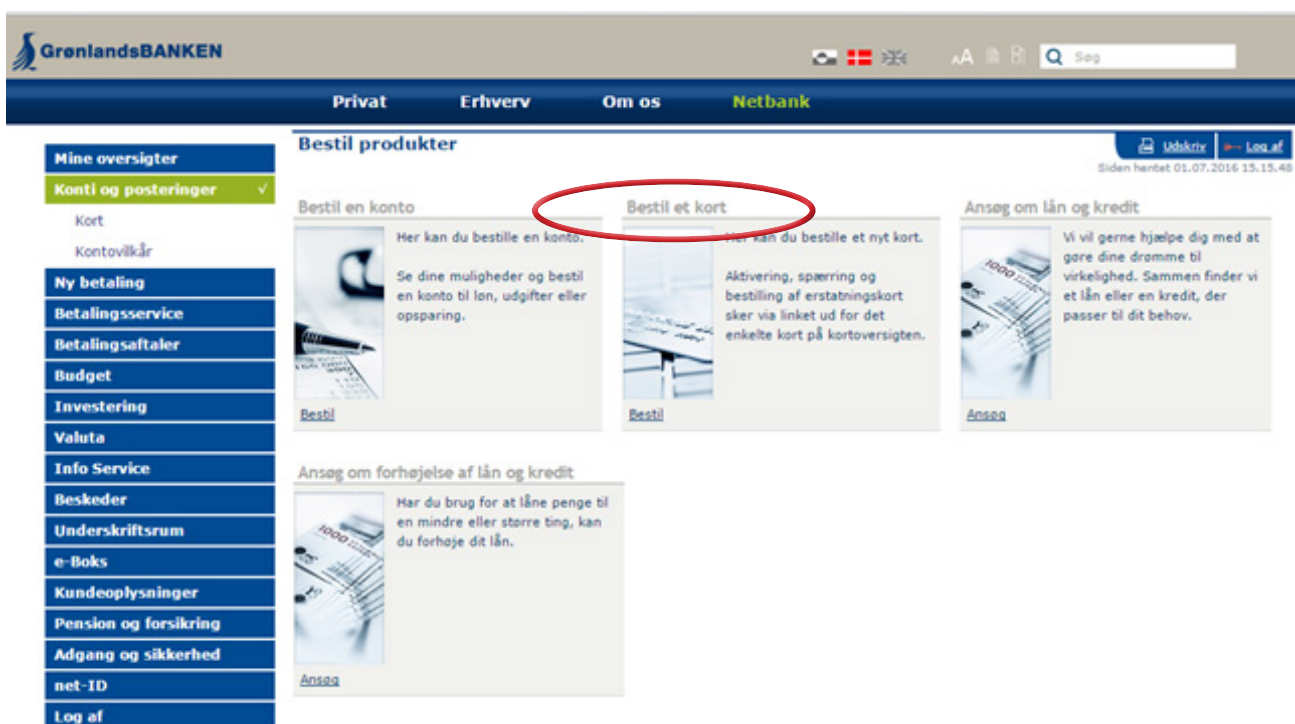 GrønlandsBANKEN
AA
Søg
Privat Erhverv Om os Netbank
Mine oversigter
Konti og posteringer √
Kort
Kontovilkår
Ny betaling
Betalingsservice
Betalingsaftaler
Budget
Investering
Valuta
Info Service
Beskeder
Underskriftsrum
e-Boks
Kundeoplysninger
Pension og forsikring
Adgang og sikkerhed
net-ID
Log af
Bestil produkter
Udskriv Log af
Siden hentet 01.07.2016 15.15.48
Bestil en konto
Her kan du bestille en konto.
Se dine muligheder og bestil
en konto til løn, udgifter eller
opsparing.
Bestil
Bestil et kort
Her kan du bestille et nyt kort.
Aktivering, spærring og
bestilling af erstatningskort
sker via linket ud for det
enkelte kort på kortoversigten.
Bestil
Ansøg om lån og kredit
1000
Vi vil gerne hjælpe dig med at
gøre dine drømme til
virkelighed. Sammen finder vi
et lån eller en kredit, der
passer til dit behov.
Ansøg
Ansøg om forhøjelse af lån og kredit
1000
Har du brug for at låne penge til
en mindre eller større ting, kan
du forhøje dit lån.
Ansøg